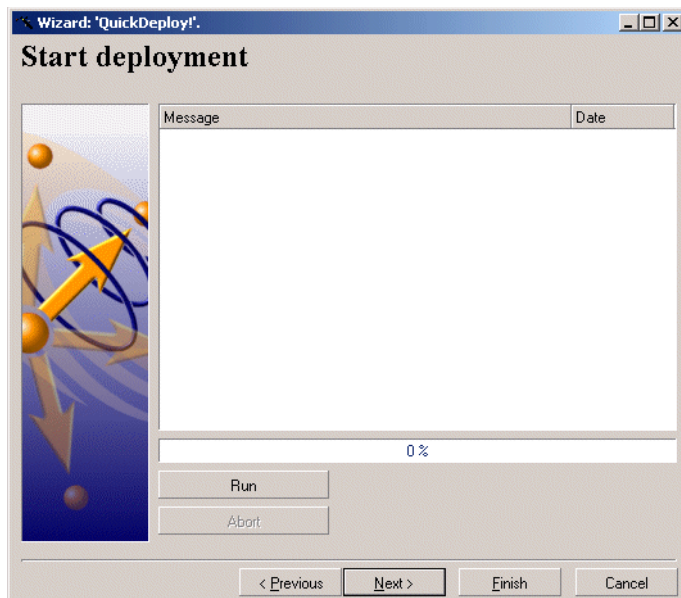 Wizard: 'QuickDeploy!'.
Start deployment
Message Date
0 %
Run
Abort
< Previous Next > Finish Cancel